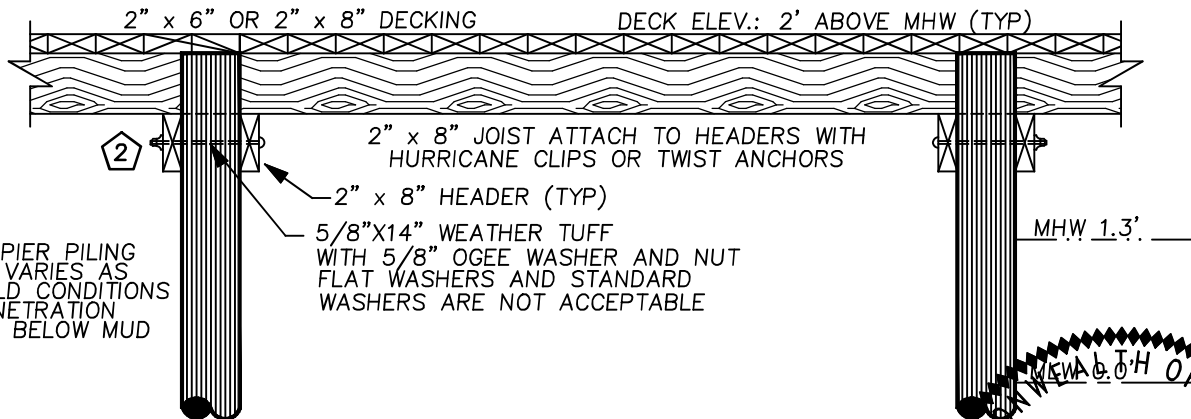 2" x 6" OR 2" x 8" DECKING
DECK ELEV.: 2' ABOVE MHW (TYP)
2
2" x 8" JOIST ATTACH TO HEADERS WITH
HURRICANE CLIPS OR TWIST ANCHORS
2" x 8" HEADER (TYP)
5/8"X14" WEATHER TUFF
WITH 5/8" OGEE WASHER AND NUT
FLAT WASHERS AND STANDARD
WASHERS ARE NOT ACCEPTABLE
PIER PILING
VARIES AS
LD CONDITIONS
NETRATION
BELOW MUD
MHW 1.3'
NWEALTH O